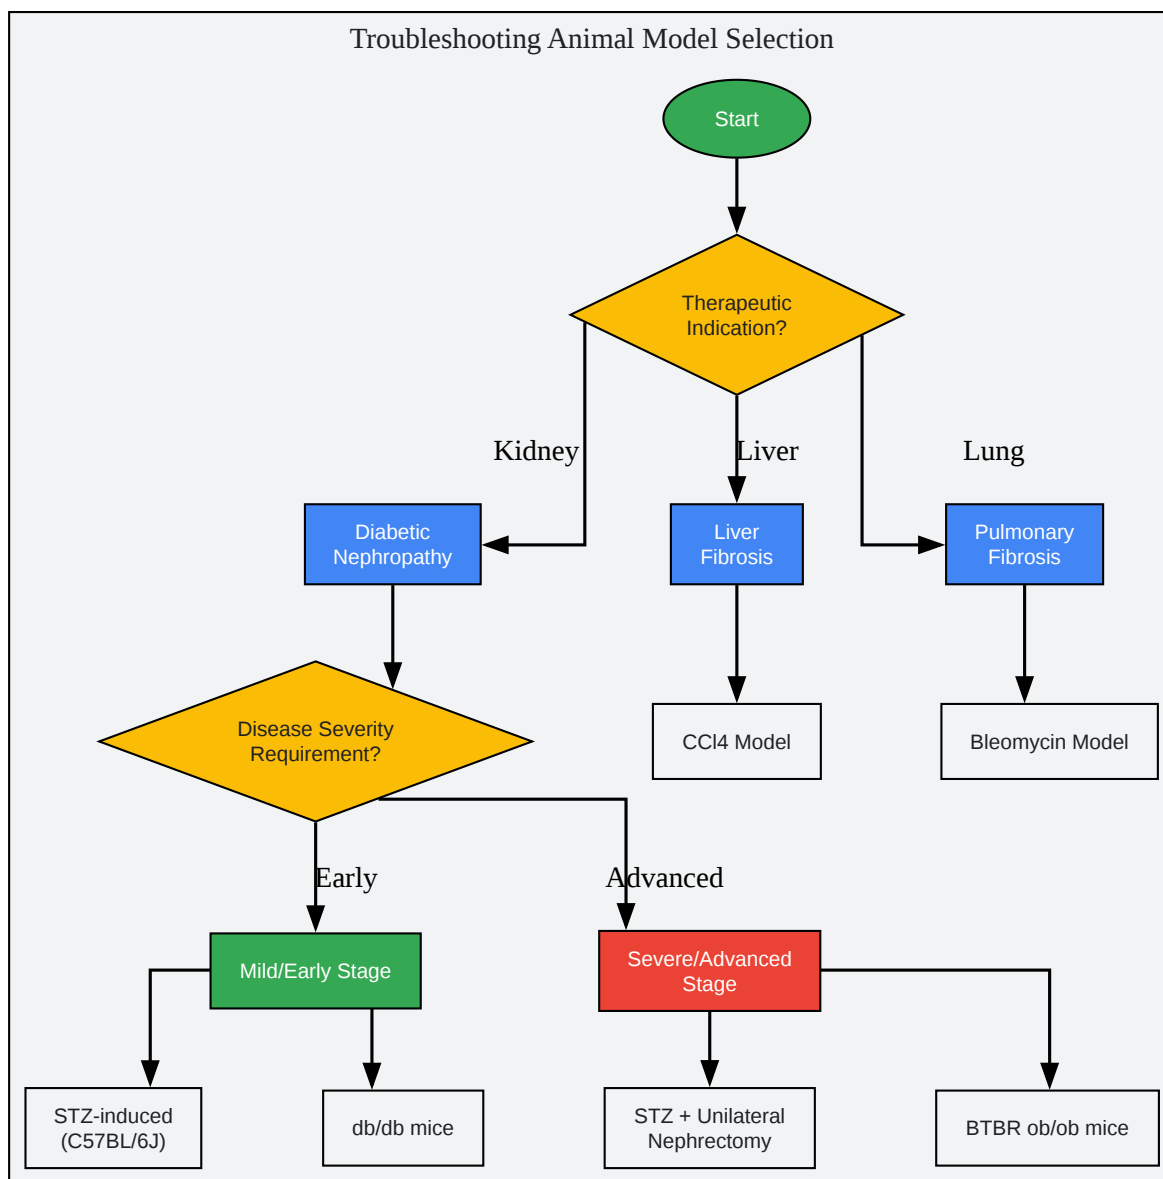 Troubleshooting Animal Model Selection
Start
Therapeutic
Indication?
Kidney
Liver
Lung
Diabetic
Nephropathy
Liver
Fibrosis
Pulmonary
Fibrosis
Disease Severity
Requirement?
CCl4 Model
Bleomycin Model
Early
Advanced
Mild/Early Stage
Severe/Advanced
Stage
STZ-induced
(C57BL/6J)
db/db mice
STZ + Unilateral
Nephrectomy
BTBR ob/ob mice